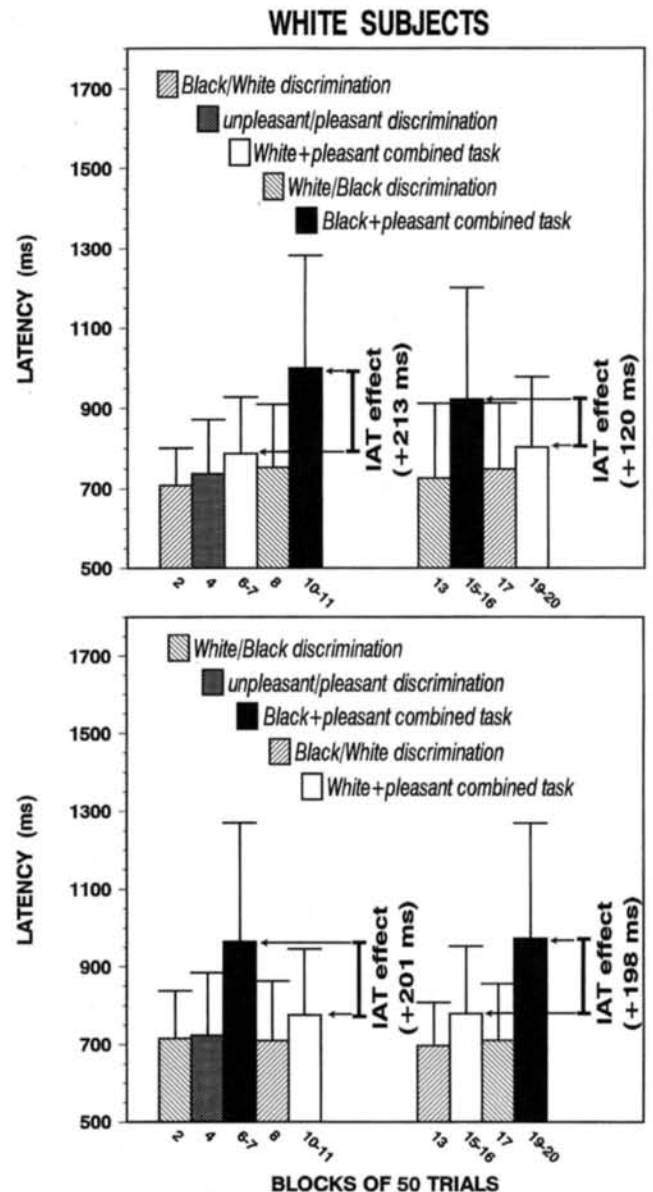 WHITE SUBJECTS
1700
1500
1300
1100
900
700
500
LATENCY (ms)
Black/White discrimination
unpleasant/pleasant discrimination
White+pleasant combined task
White/Black discrimination
Black+pleasant combined task
IAT effect
(+213 ms)
IAT effect
(+120 ms)
2
4
6-7
8
10-11
13
15-16
17
19-20
1700
1500
1300
1100
900
700
500
LATENCY (ms)
White/Black discrimination
unpleasant/pleasant discrimination
Black+pleasant combined task
Black/White discrimination
White+pleasant combined task
IAT effect
(+201 ms)
IAT effect
(+198 ms)
2
4
6-7
8
10-11
13
15-16
17
19-20
BLOCKS OF 50 TRIALS